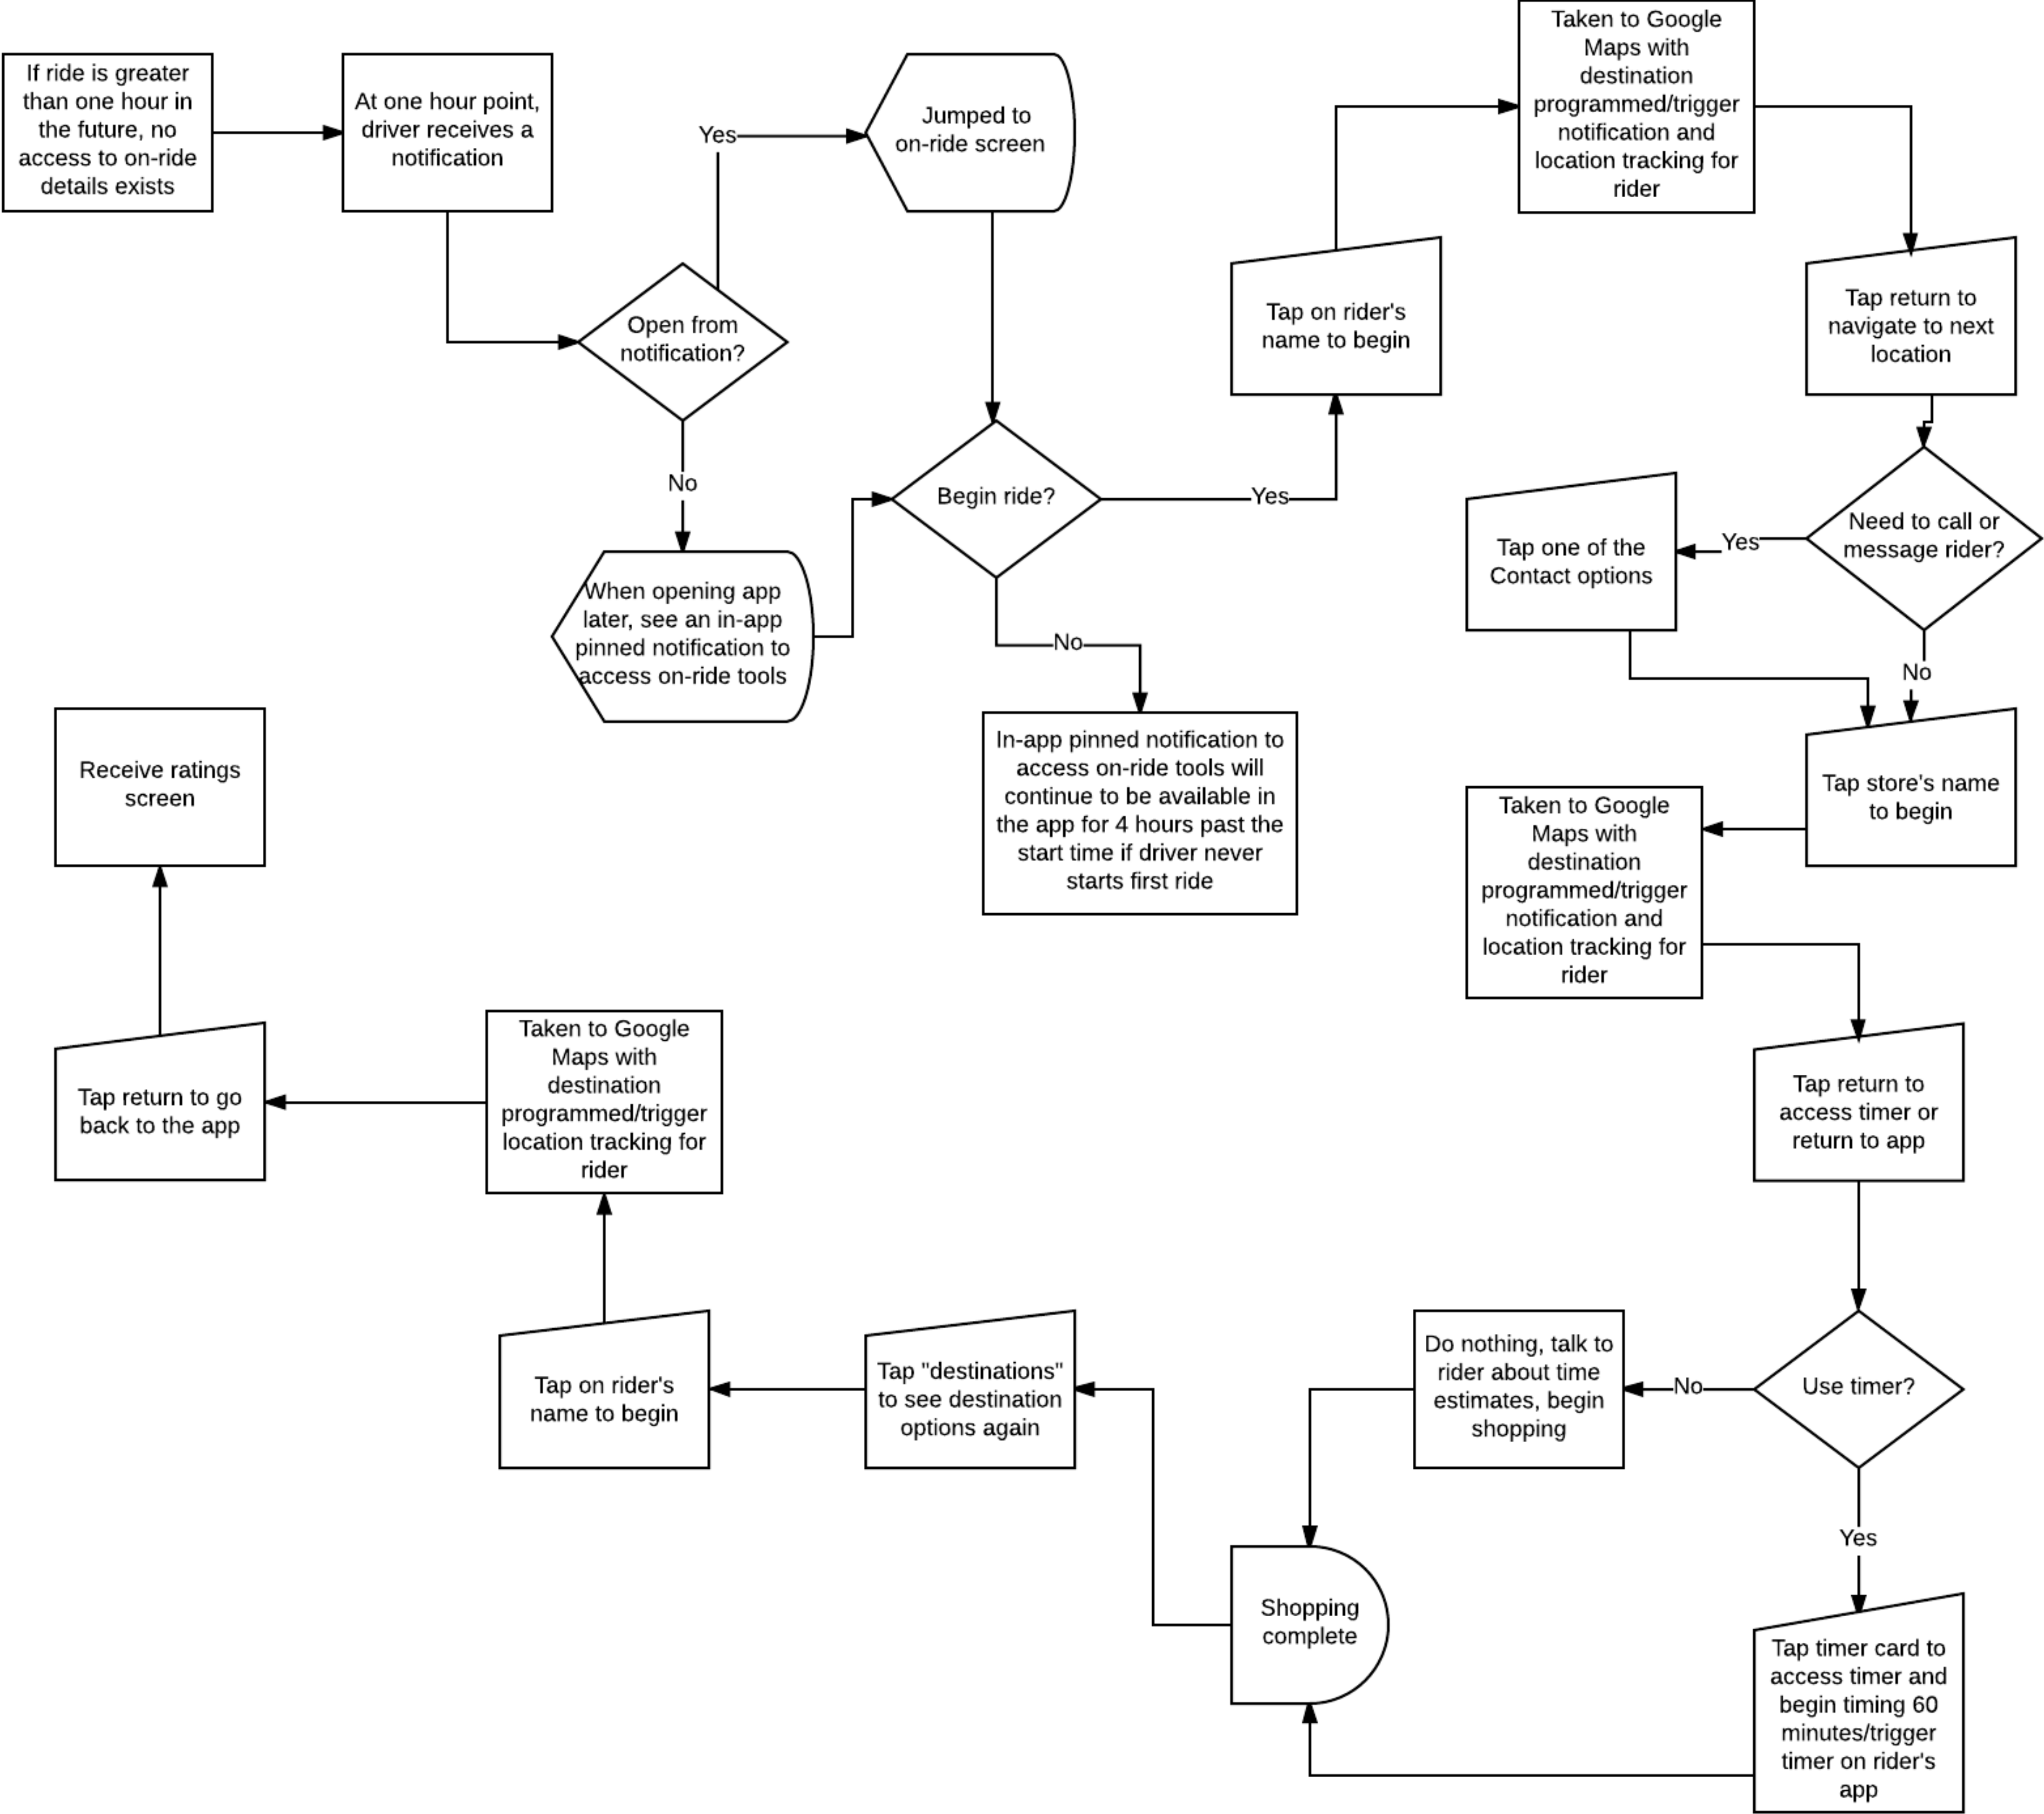 If ride is greater
than one hour in
the future, no
access to on-ride
details exists
At one hour point,
driver receives a
notification
Open from
notification?
Yes
Jumped to
on-ride screen
No
When opening app
later, see an in-app
pinned notification to
access on-ride tools
Begin ride?
No
In-app pinned notification to
access on-ride tools will
continue to be available in
the app for 4 hours past the
start time if driver never
starts first ride
Yes
Tap on rider's
name to begin
Taken to Google
Maps with
destination
programmed/trigger
notification and
location tracking for
rider
Tap return to
navigate to next
location
Need to call or
message rider?
Yes
Tap one of the
Contact options
No
Tap store's name
to begin
Taken to Google
Maps with
destination
programmed/trigger
notification and
location tracking for
rider
Tap return to
access timer or
return to app
Use timer?
No
Do nothing, talk to
rider about time
estimates, begin
shopping
Yes
Tap timer card to
access timer and
begin timing 60
minutes/trigger
timer on rider's
app
Shopping
complete
Tap "destinations"
to see destination
options again
Tap on rider's
name to begin
Taken to Google
Maps with
destination
programmed/trigger
location tracking for
rider
Tap return to go
back to the app
Receive ratings
screen